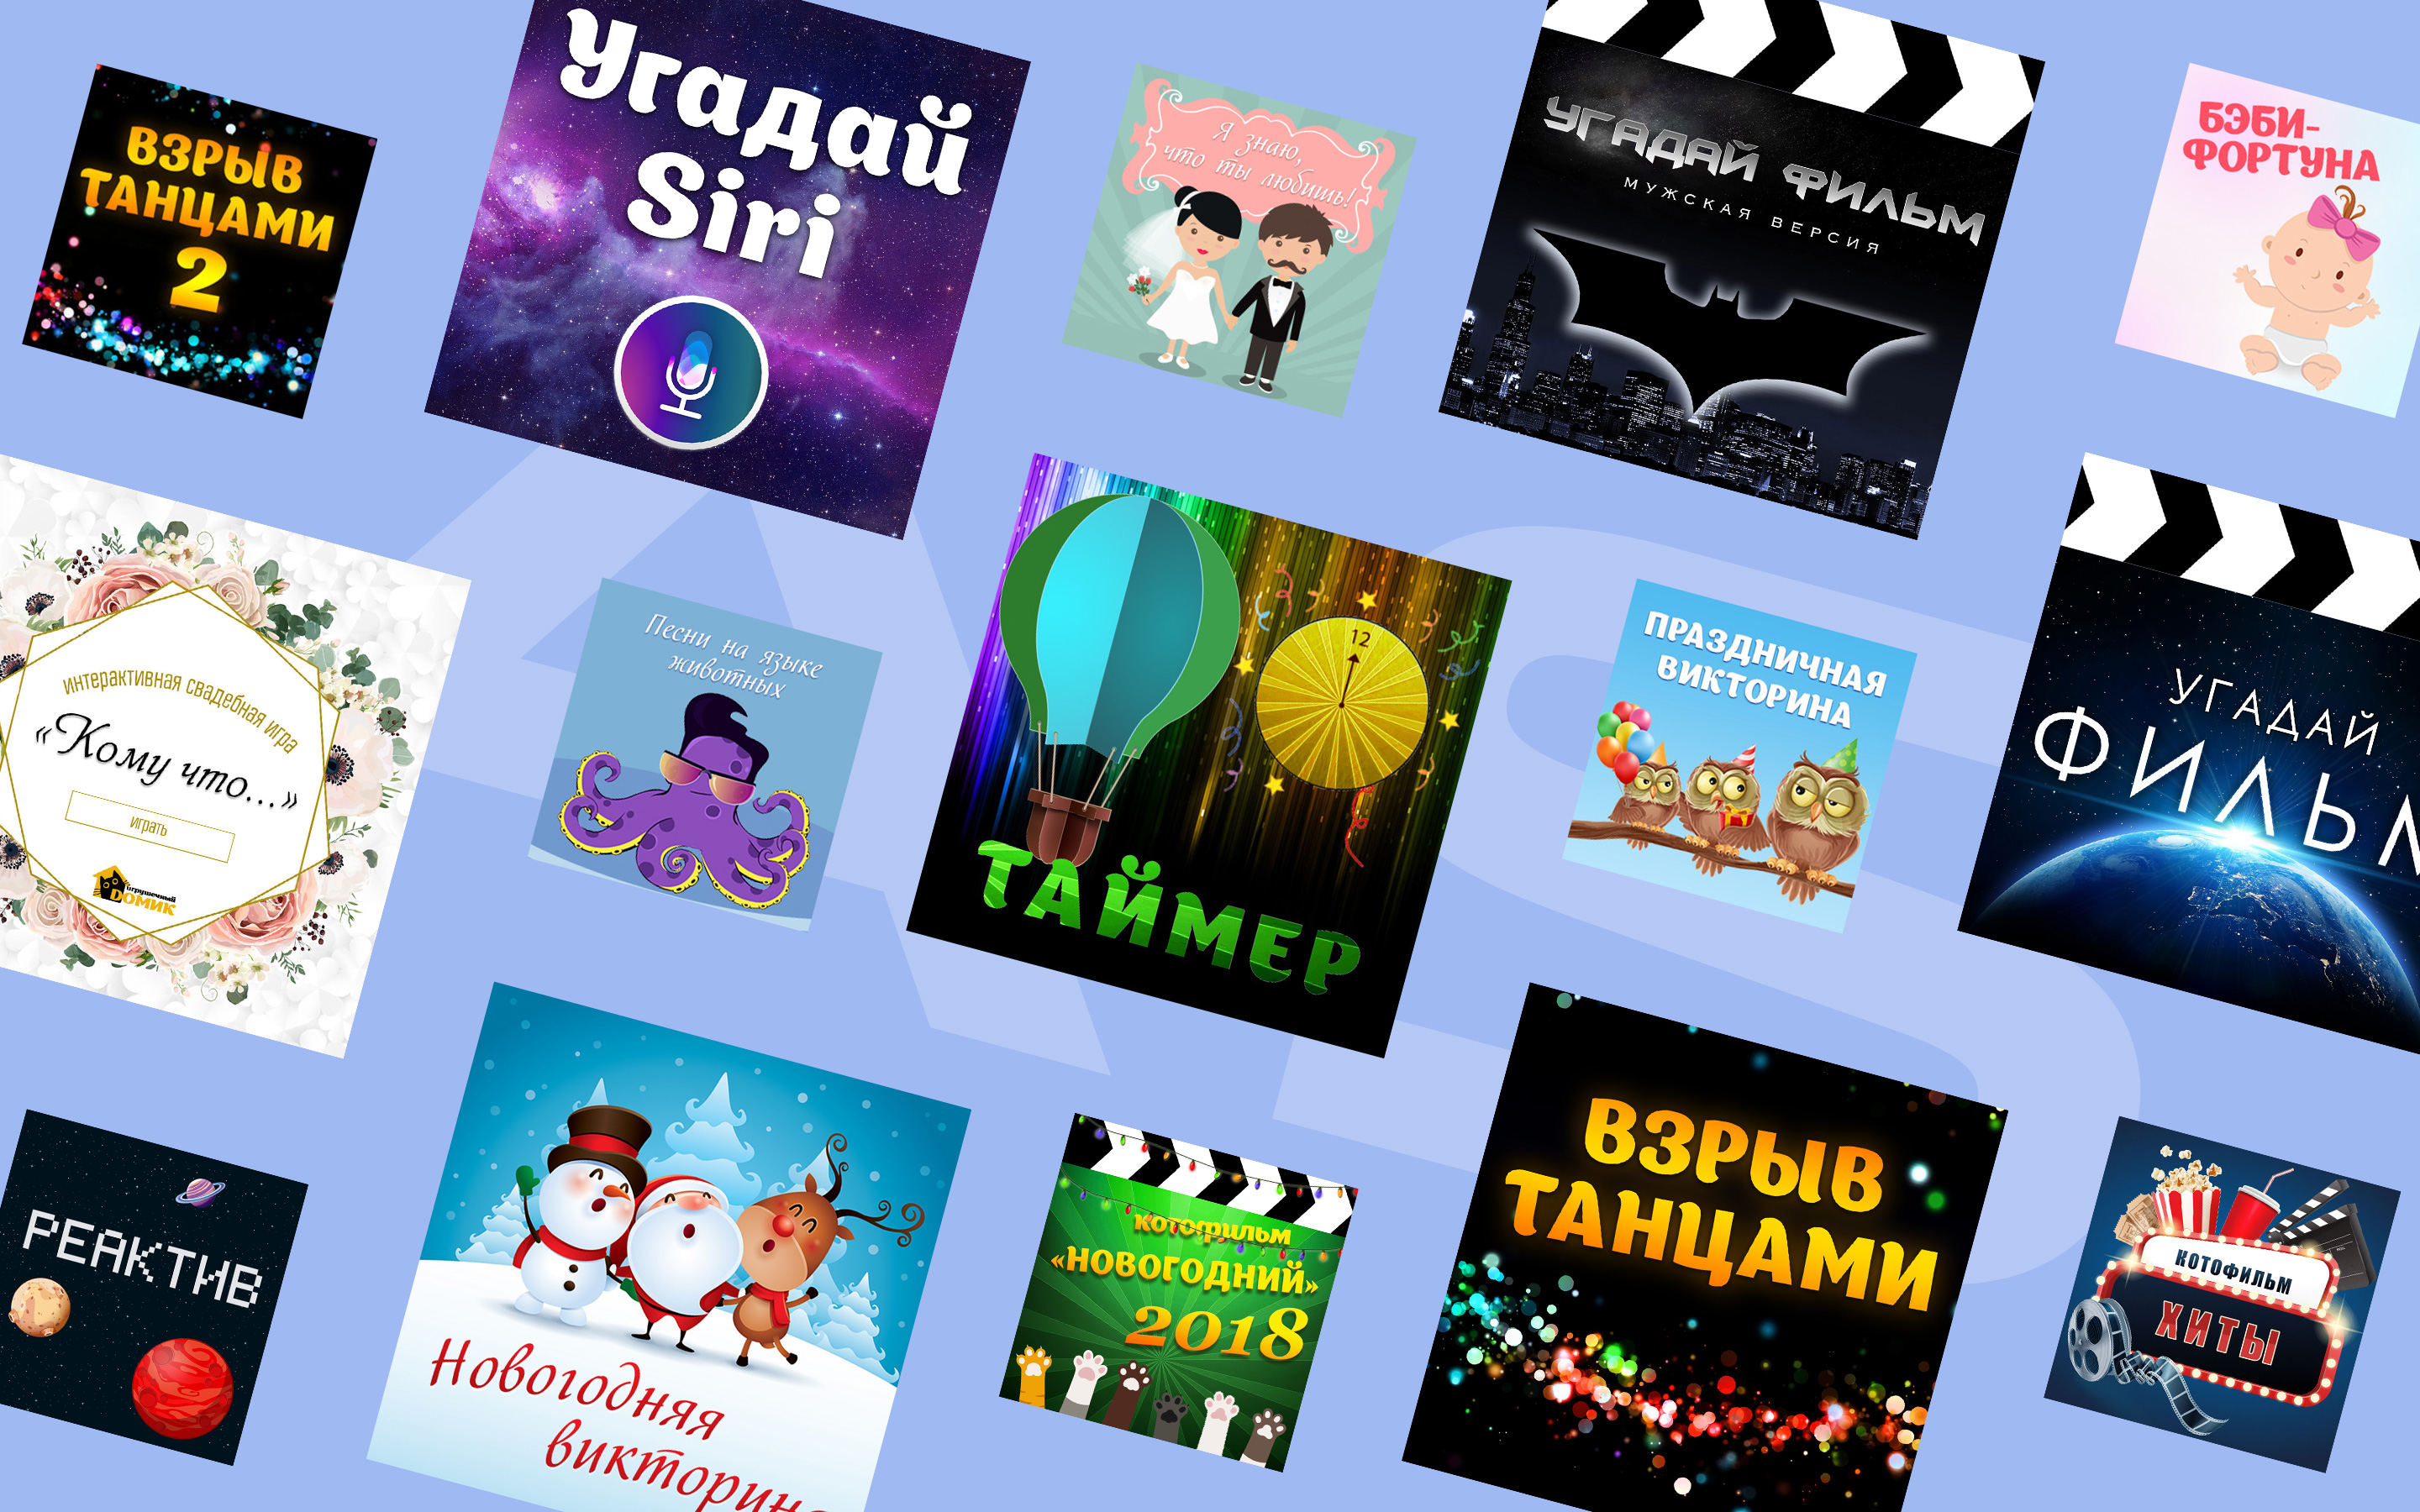 ВЗРЫВ
ТАНЦАМИ
2
Угадай
Siri
Я знаю,
что ты любишь!
УГАДАЙ ФИЛЬМ
МУЖСКАЯ ВЕРСИЯ
БЭБИ-
ФОРТУНА
интерактивная свадебная игра
«Кому что...»
играть
игрушечный
DОМИК
Песни на языке
животных
12
ТАЙМЕР
ПРАЗДНИЧНАЯ
ВИКТОРИНА
УГАДАЙ
ФИЛЬМ
РЕАКТИВ
Новогодняя
викторина
котофильм
«НОВОГОДНИЙ»
2018
ВЗРЫВ
ТАНЦАМИ
КОТОФИЛЬМ
ХИТЫ